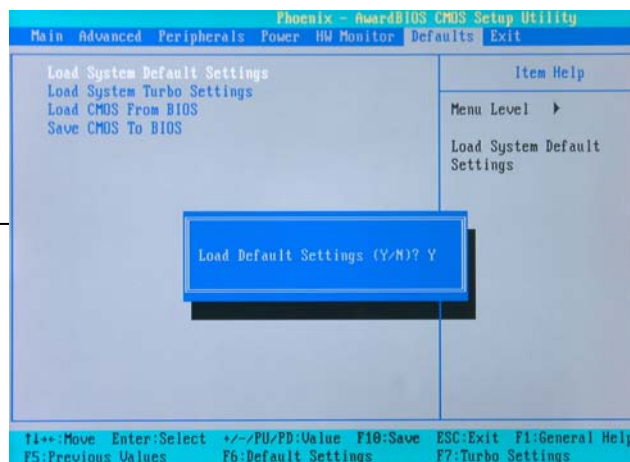 Phoenix - AwardBIOS CMOS Setup Utility
Main Advanced Peripherals Power HW Monitor Defaults Exit
Load System Default Settings
Load System Turbo Settings
Load CMOS From BIOS
Save CMOS To BIOS
Item Help
Menu Level ▶
Load System Default
Settings
Load Default Settings (Y/N)? Y
↑↓→←:Move Enter:Select +/-/PU/PD:Value F10:Save ESC:Exit F1:General Help
F5:Previous Values F6:Default Settings F7:Turbo Settings